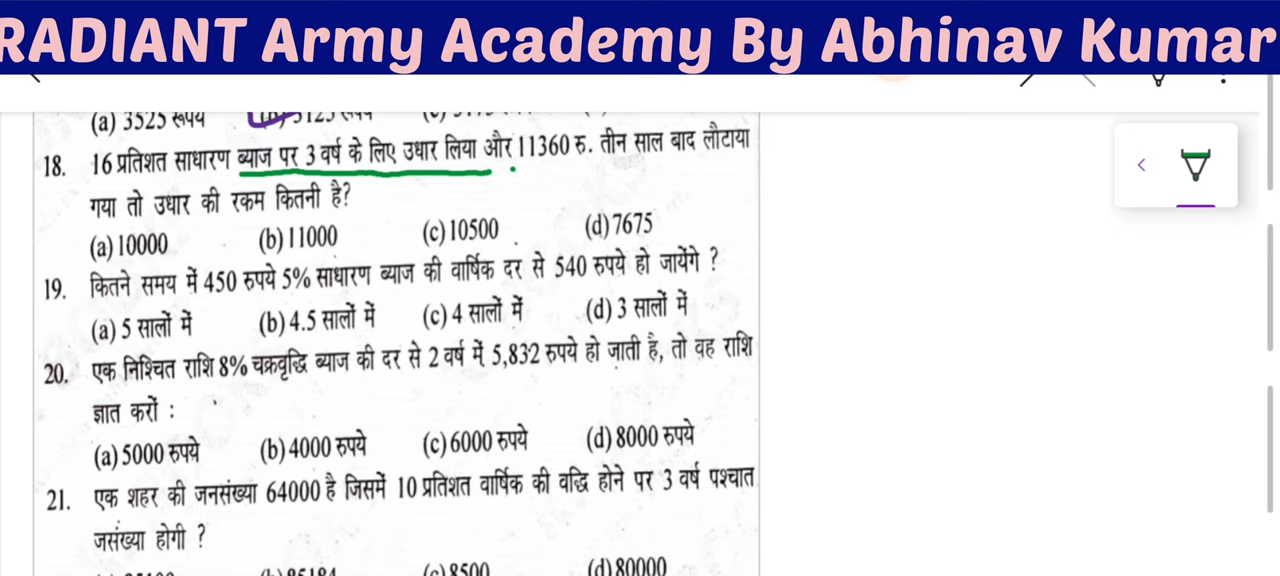 RADIANT Army Academy By Abhinav Kumar
(a) 3525 रूपये
18. 16 प्रतिशत साधारण ब्याज पर 3 वर्ष के लिए उधार लिया और 11360 रु. तीन साल बाद लौटाया
गया तो उधार की रकम कितनी है?
(a) 10000 (b) 11000 (c) 10500 (d) 7675
19. कितने समय में 450 रुपये 5% साधारण ब्याज की वार्षिक दर से 540 रुपये हो जायेंगे ?
(a) 5 सालों में (b) 4.5 सालों में (c) 4 सालों में (d) 3 सालों में
20. एक निश्चित राशि 8% चक्रवृद्धि ब्याज की दर से 2 वर्ष में 5,832 रुपये हो जाती है, तो वह राशि
ज्ञात करों :
(a) 5000 रुपये (b) 4000 रुपये (c) 6000 रुपये (d) 8000 रुपये
21. एक शहर की जनसंख्या 64000 है जिसमें 10 प्रतिशत वार्षिक की वद्धि होने पर 3 वर्ष पश्चात
जसंख्या होगी ?
(b) 85184 (c) 8500 (d) 80000